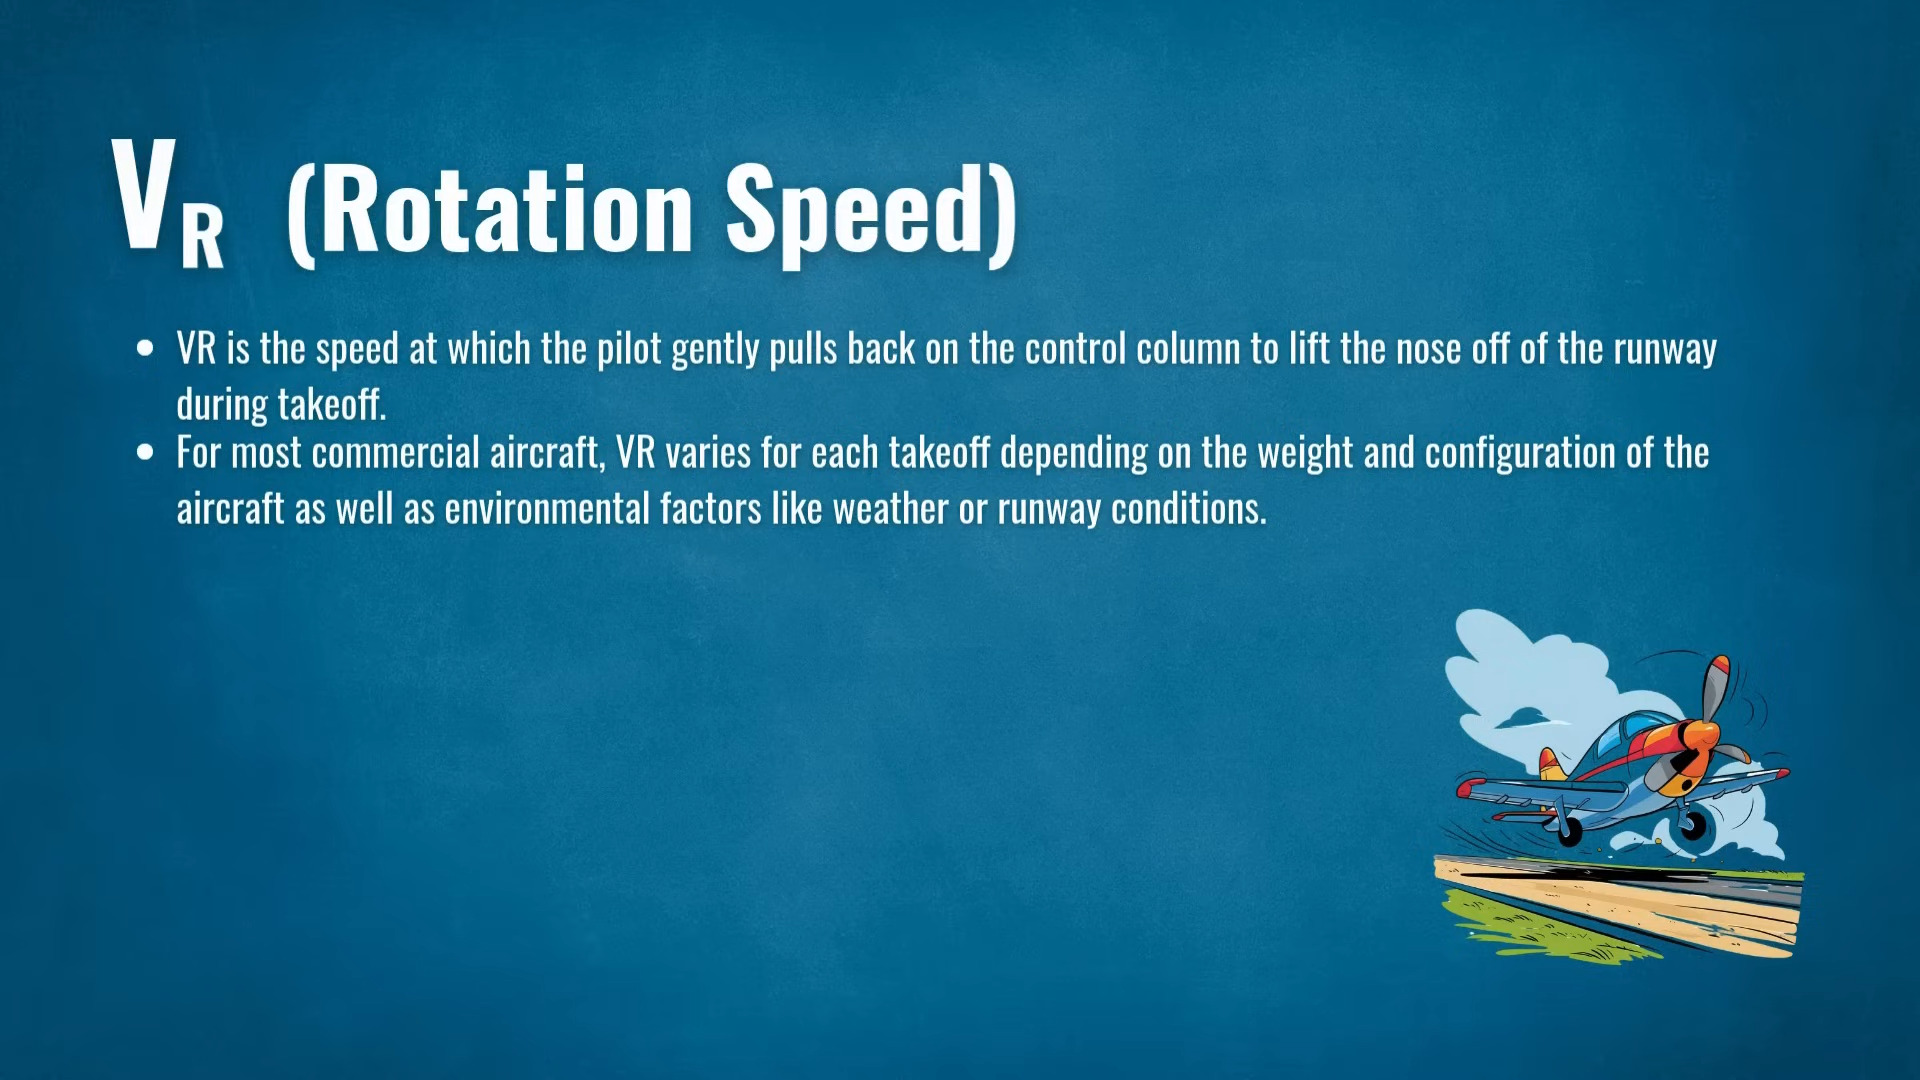 VR (Rotation Speed)
• VR is the speed at which the pilot gently pulls back on the control column to lift the nose off of the runway
during takeoff.
• For most commercial aircraft, VR varies for each takeoff depending on the weight and configuration of the
aircraft as well as environmental factors like weather or runway conditions.